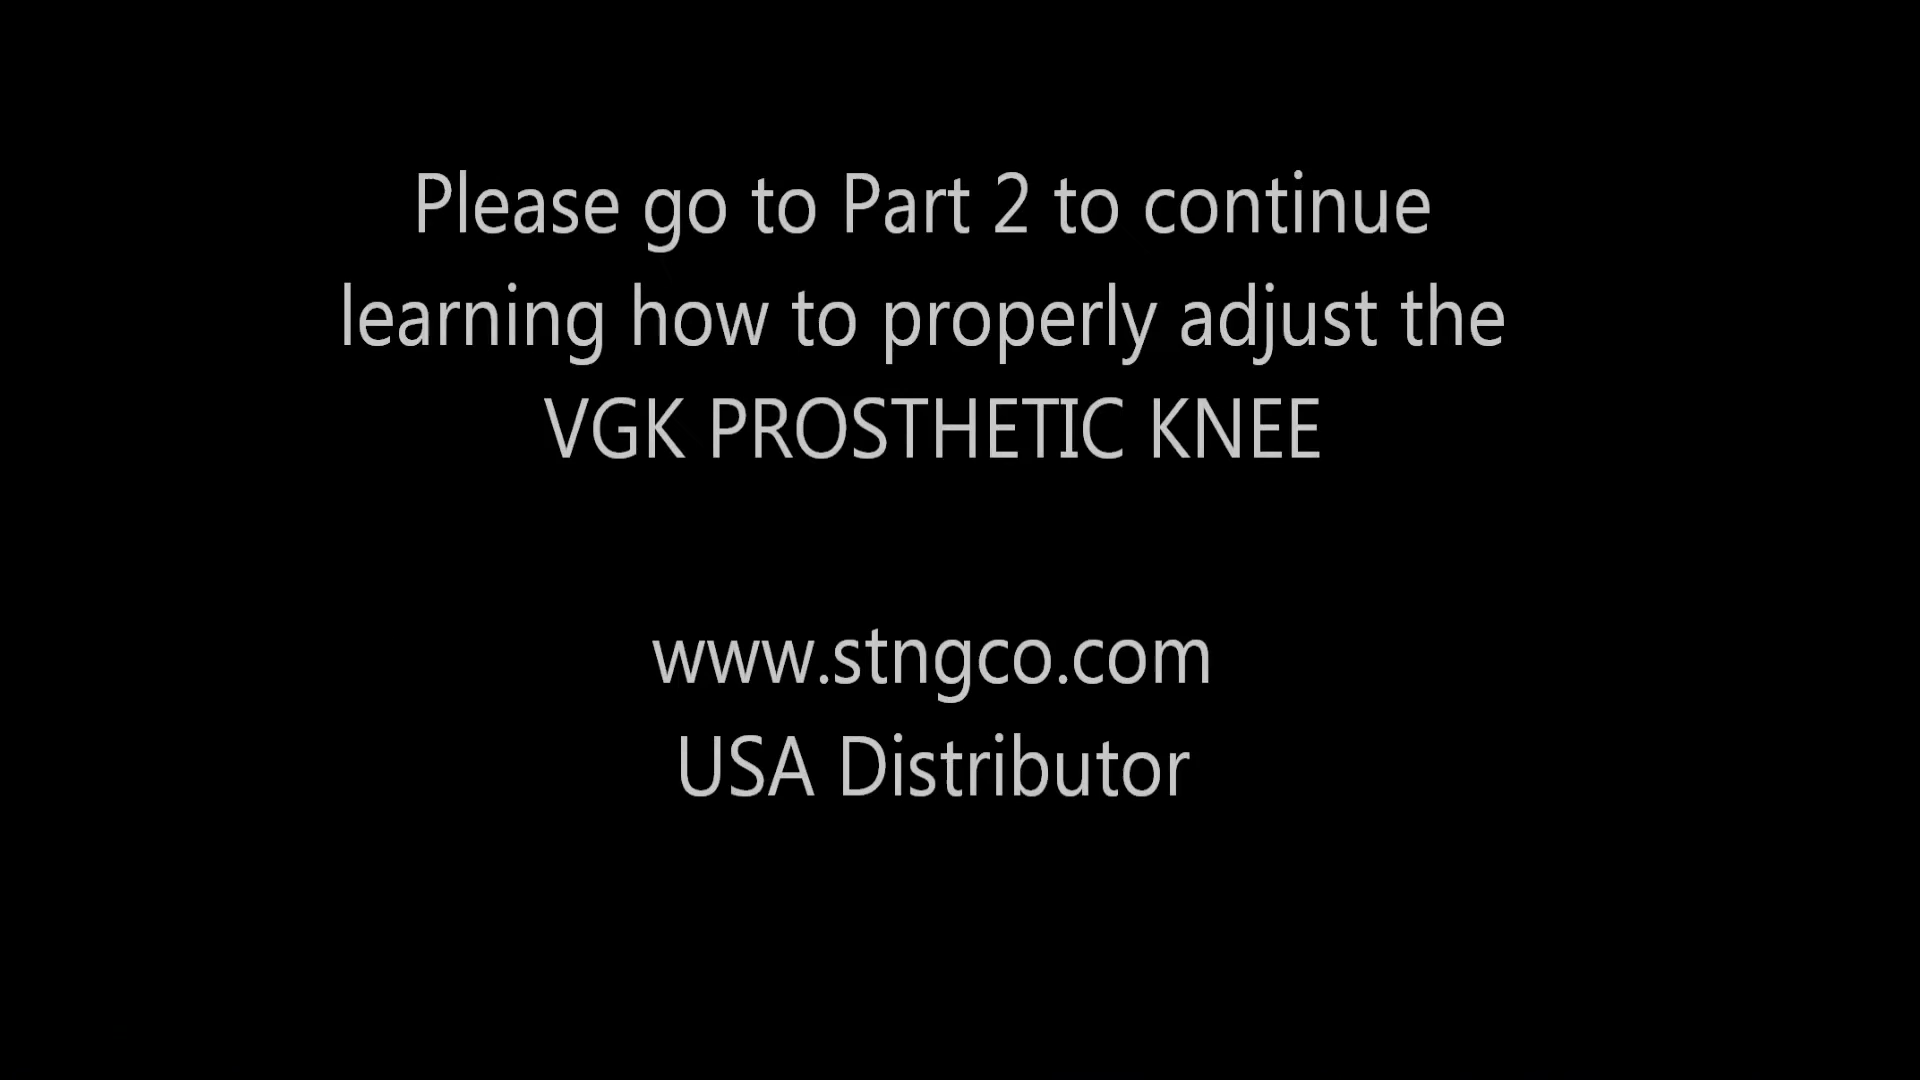 Please go to Part 2 to continue
learning how to properly adjust the
VGK PROSTHETIC KNEE
www.stngco.com
USA Distributor